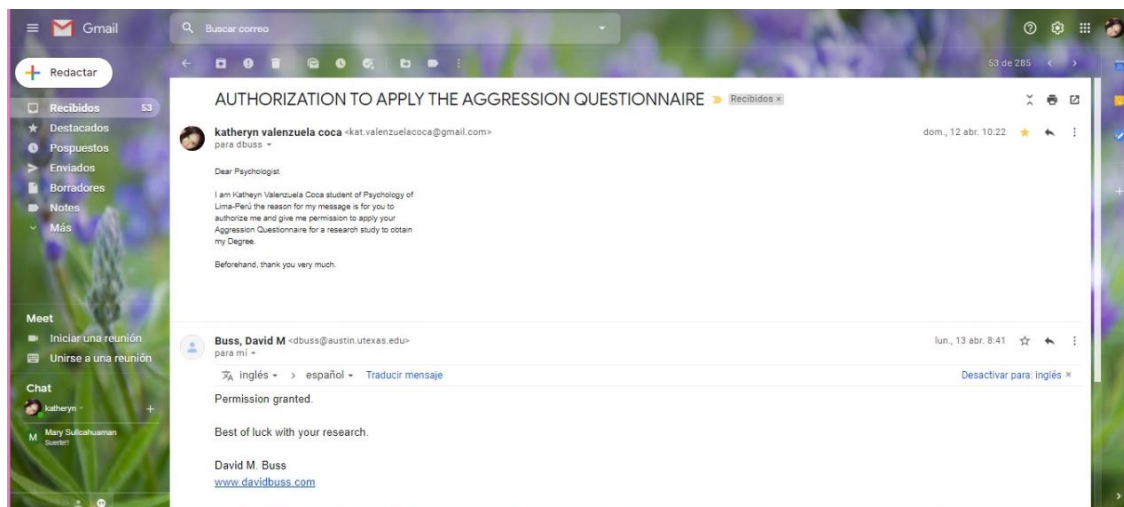 Gmail
Buscar correo
Redactar
53 de 285
Recibidos 53
Destacados
Pospuestos
Enviados
Borradores
Notes
Más
Meet
Iniciar una reunión
Unirse a una reunión
Chat
katheryn
M Mary Sullcahuaman
Suerte!!
AUTHORIZATION TO APPLY THE AGGRESSION QUESTIONNAIRE Recibidos x
katheryn valenzuela coca <kat.valenzuelacoca@gmail.com> dom., 12 abr. 10:22
para dbuss
Dear Psychologist
I am Katheyn Valenzuela Coca student of Psychology of
Lima-Perú the reason for my message is for you to
authorize me and give me permission to apply your
Aggression Questionnaire for a research study to obtain
my Degree.
Beforehand, thank you very much.
Buss, David M <dbuss@austin.utexas.edu> lun., 13 abr. 8:41
para mí
inglés > español Traducir mensaje Desactivar para: inglés x
Permission granted.
Best of luck with your research.
David M. Buss
www.davidbuss.com